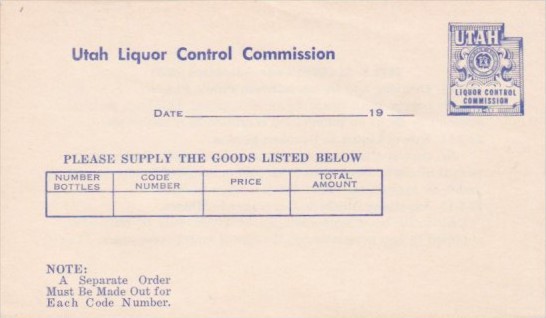 Utah Liquor Control Commission
UTAH
LIQUOR CONTROL
COMMISSION
DATE 19
PLEASE SUPPLY THE GOODS LISTED BELOW
NUMBER BOTTLES CODE NUMBER PRICE TOTAL AMOUNT
NOTE:
A Separate Order
Must Be Made Out for
Each Code Number.